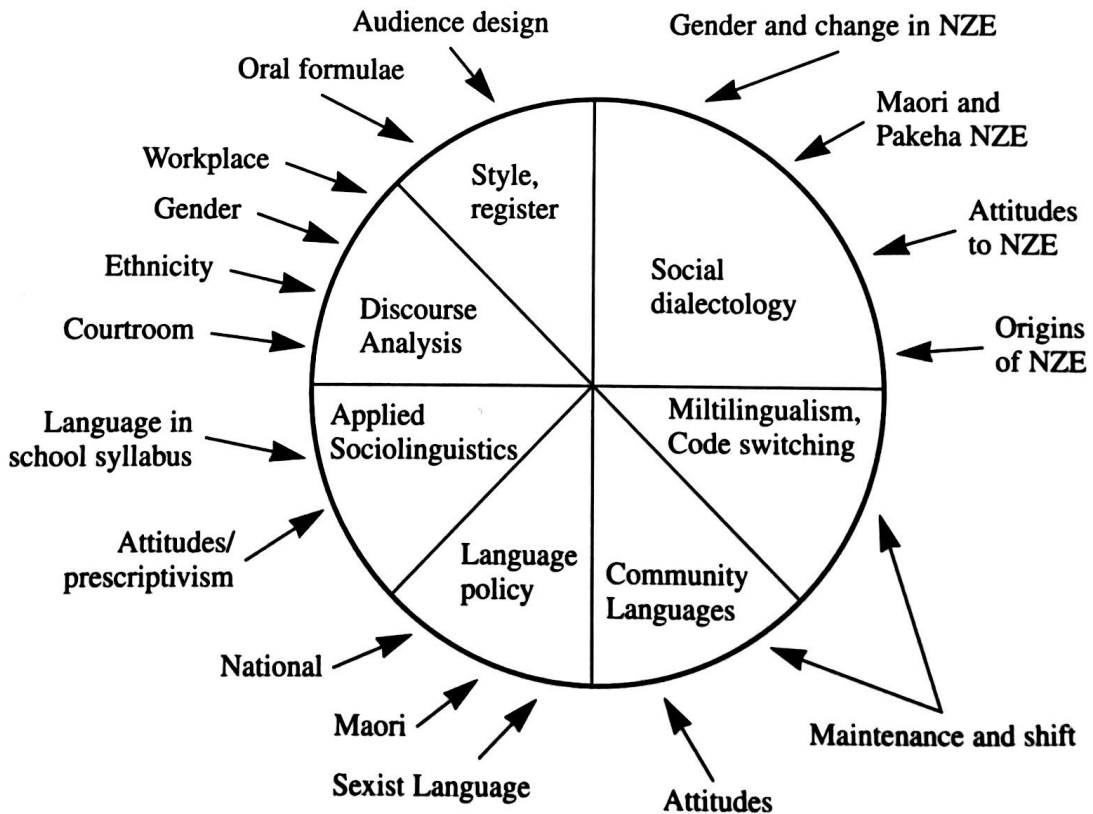 Audience design
Gender and change in NZE
Oral formulae
Maori and
Pakeha NZE
Workplace
Style,
register
Gender
Attitudes
to NZE
Ethnicity
Social
dialectology
Discourse
Analysis
Courtroom
Origins
of NZE
Applied
Sociolinguistics
Miltilingualism,
Code switching
Language in
school syllabus
Attitudes/
prescriptivism
Language
policy
Community
Languages
National
Maori
Maintenance and shift
Sexist Language
Attitudes